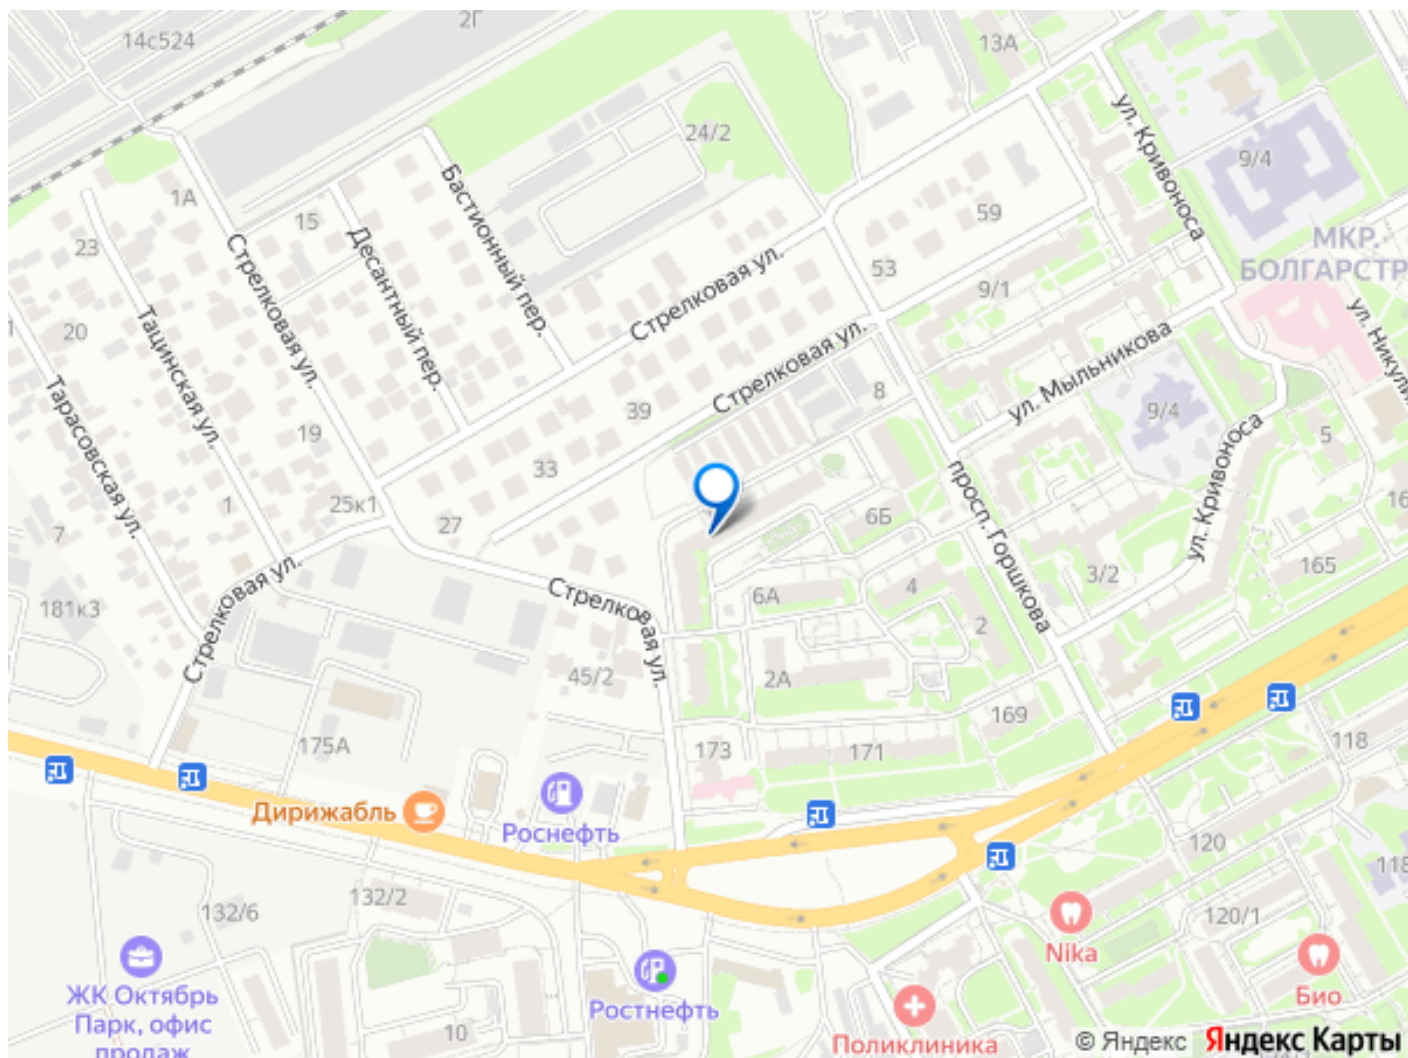 2Г
14с524
13А
24/2
ул. Кривоноса
9/4
1А
15
23
Бастионный пер.
59
МКР.
БОЛГАРСТР
Десантный пер.
Стрелковая ул.
Стрелковая ул.
53
9/1
20
Тацинская ул.
ул. Никули
Стрелковая ул.
ул. Мыльникова
Тарасовская ул.
8
39
9/4
19
5
33
ул. Кривоноса
просп. Горшкова
1
25к1
27
7
6Б
16
165
Стрелковая ул.
3/2
Стрелковая ул.
6А
4
181к3
2
45/2
2А
169
175А
173
171
118
Дирижабль
Роснефть
120
118
132/2
132/6
120/1
Nika
ЖК Октябрь
Парк, офис
продаж
Ростнефть
Био
10
Поликлиника
© Яндекс Яндекс Карты